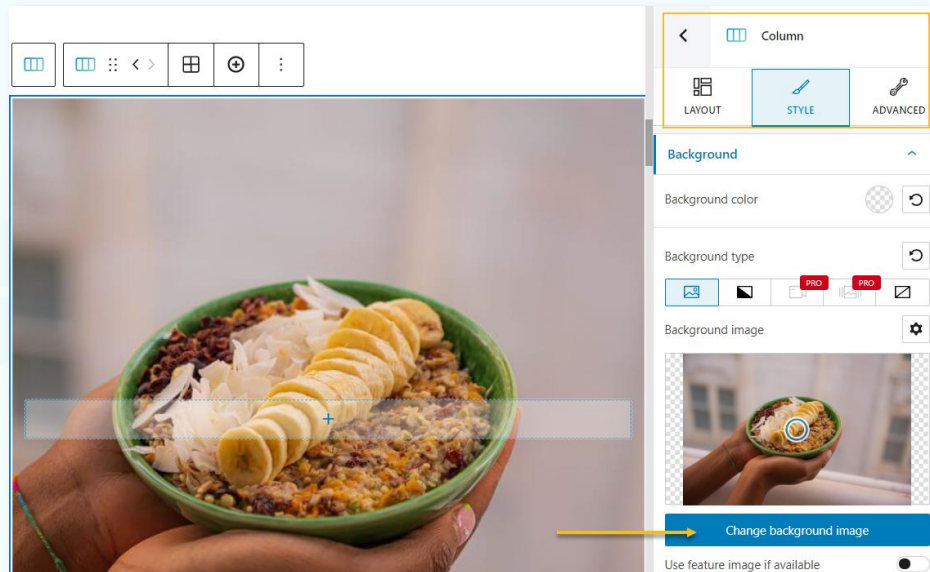 Column
LAYOUT
STYLE
ADVANCED
Background
Background color
Background type
PRO
PRO
Background image
Change background image
Use feature image if available